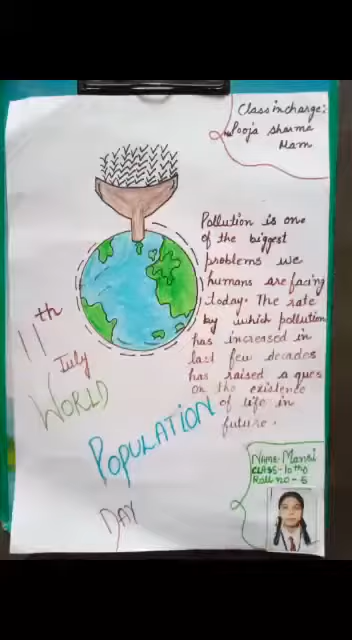 Class incharge:
Pooja sharma
Mam
Pollution is one
of the biggest
problems we
humans are facing
today. The rate
by which pollution
has increased in
last few decades
has raised a ques
on the existence
of life in
future.
11th
July
WORLD
POPULATION
DAY
NAME- Mansi
CLASS- 10th
Roll no - 6